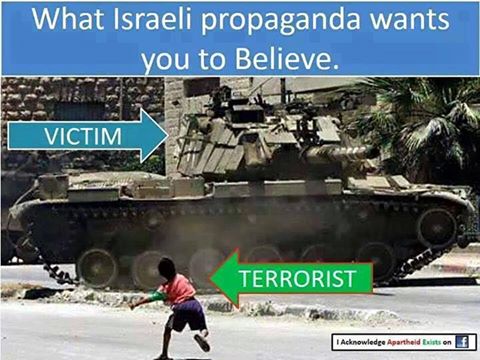 What Israeli propaganda wants
you to Believe.
VICTIM
TERRORIST
I Acknowledge Apartheid Exists on f